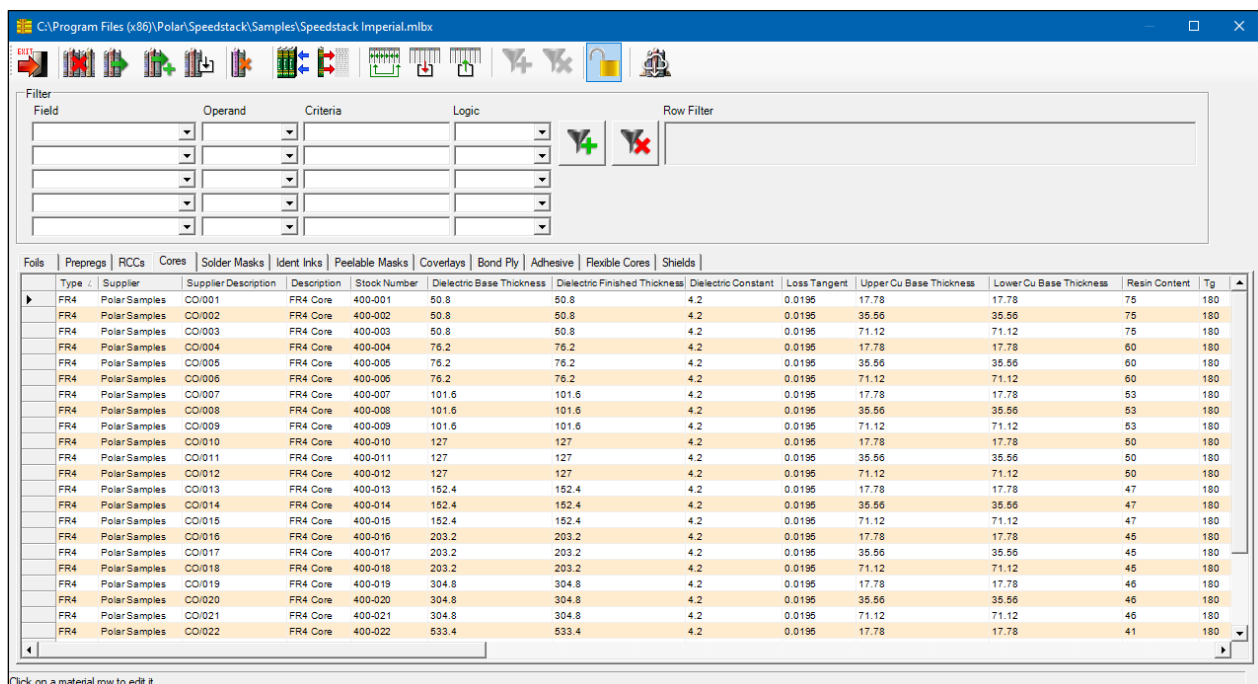 C:\Program Files (x86)\Polar\Speedstack\Samples\Speedstack Imperial.mlbx
EXIT
Filter
Field Operand Criteria Logic Row Filter
Foils Prepregs RCCs Cores Solder Masks Ident Inks Peelable Masks Coverlays Bond Ply Adhesive Flexible Cores Shields
Type Supplier Supplier Description Description Stock Number Dielectric Base Thickness Dielectric Finished Thickness Dielectric Constant Loss Tangent Upper Cu Base Thickness Lower Cu Base Thickness Resin Content Tg
FR4 Polar Samples CO/001 FR4 Core 400-001 50.8 50.8 4.2 0.0195 17.78 17.78 75 180
FR4 Polar Samples CO/002 FR4 Core 400-002 50.8 50.8 4.2 0.0195 35.56 35.56 75 180
FR4 Polar Samples CO/003 FR4 Core 400-003 50.8 50.8 4.2 0.0195 71.12 71.12 75 180
FR4 Polar Samples CO/004 FR4 Core 400-004 76.2 76.2 4.2 0.0195 17.78 17.78 60 180
FR4 Polar Samples CO/005 FR4 Core 400-005 76.2 76.2 4.2 0.0195 35.56 35.56 60 180
FR4 Polar Samples CO/006 FR4 Core 400-006 76.2 76.2 4.2 0.0195 71.12 71.12 60 180
FR4 Polar Samples CO/007 FR4 Core 400-007 101.6 101.6 4.2 0.0195 17.78 17.78 53 180
FR4 Polar Samples CO/008 FR4 Core 400-008 101.6 101.6 4.2 0.0195 35.56 35.56 53 180
FR4 Polar Samples CO/009 FR4 Core 400-009 101.6 101.6 4.2 0.0195 71.12 71.12 53 180
FR4 Polar Samples CO/010 FR4 Core 400-010 127 127 4.2 0.0195 17.78 17.78 50 180
FR4 Polar Samples CO/011 FR4 Core 400-011 127 127 4.2 0.0195 35.56 35.56 50 180
FR4 Polar Samples CO/012 FR4 Core 400-012 127 127 4.2 0.0195 71.12 71.12 50 180
FR4 Polar Samples CO/013 FR4 Core 400-013 152.4 152.4 4.2 0.0195 17.78 17.78 47 180
FR4 Polar Samples CO/014 FR4 Core 400-014 152.4 152.4 4.2 0.0195 35.56 35.56 47 180
FR4 Polar Samples CO/015 FR4 Core 400-015 152.4 152.4 4.2 0.0195 71.12 71.12 47 180
FR4 Polar Samples CO/016 FR4 Core 400-016 203.2 203.2 4.2 0.0195 17.78 17.78 45 180
FR4 Polar Samples CO/017 FR4 Core 400-017 203.2 203.2 4.2 0.0195 35.56 35.56 45 180
FR4 Polar Samples CO/018 FR4 Core 400-018 203.2 203.2 4.2 0.0195 71.12 71.12 45 180
FR4 Polar Samples CO/019 FR4 Core 400-019 304.8 304.8 4.2 0.0195 17.78 17.78 46 180
FR4 Polar Samples CO/020 FR4 Core 400-020 304.8 304.8 4.2 0.0195 35.56 35.56 46 180
FR4 Polar Samples CO/021 FR4 Core 400-021 304.8 304.8 4.2 0.0195 71.12 71.12 46 180
FR4 Polar Samples CO/022 FR4 Core 400-022 533.4 533.4 4.2 0.0195 17.78 17.78 41 180
Click on a material row to edit it